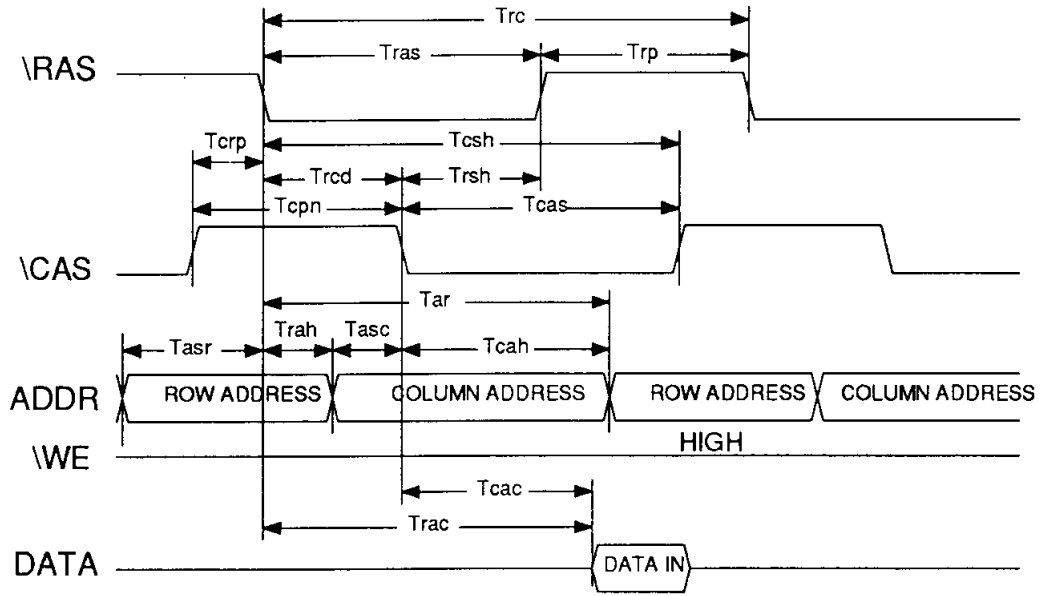 Trc
Tras
Trp
\RAS
Tcrp
Tcsh
Trcd
Trsh
Tcpn
Tcas
\CAS
Tar
Tasr
Trah
Tasc
Tcah
ADDR
ROW ADDRESS
COLUMN ADDRESS
ROW ADDRESS
COLUMN ADDRESS
\WE
HIGH
Tcac
Trac
DATA
DATA IN